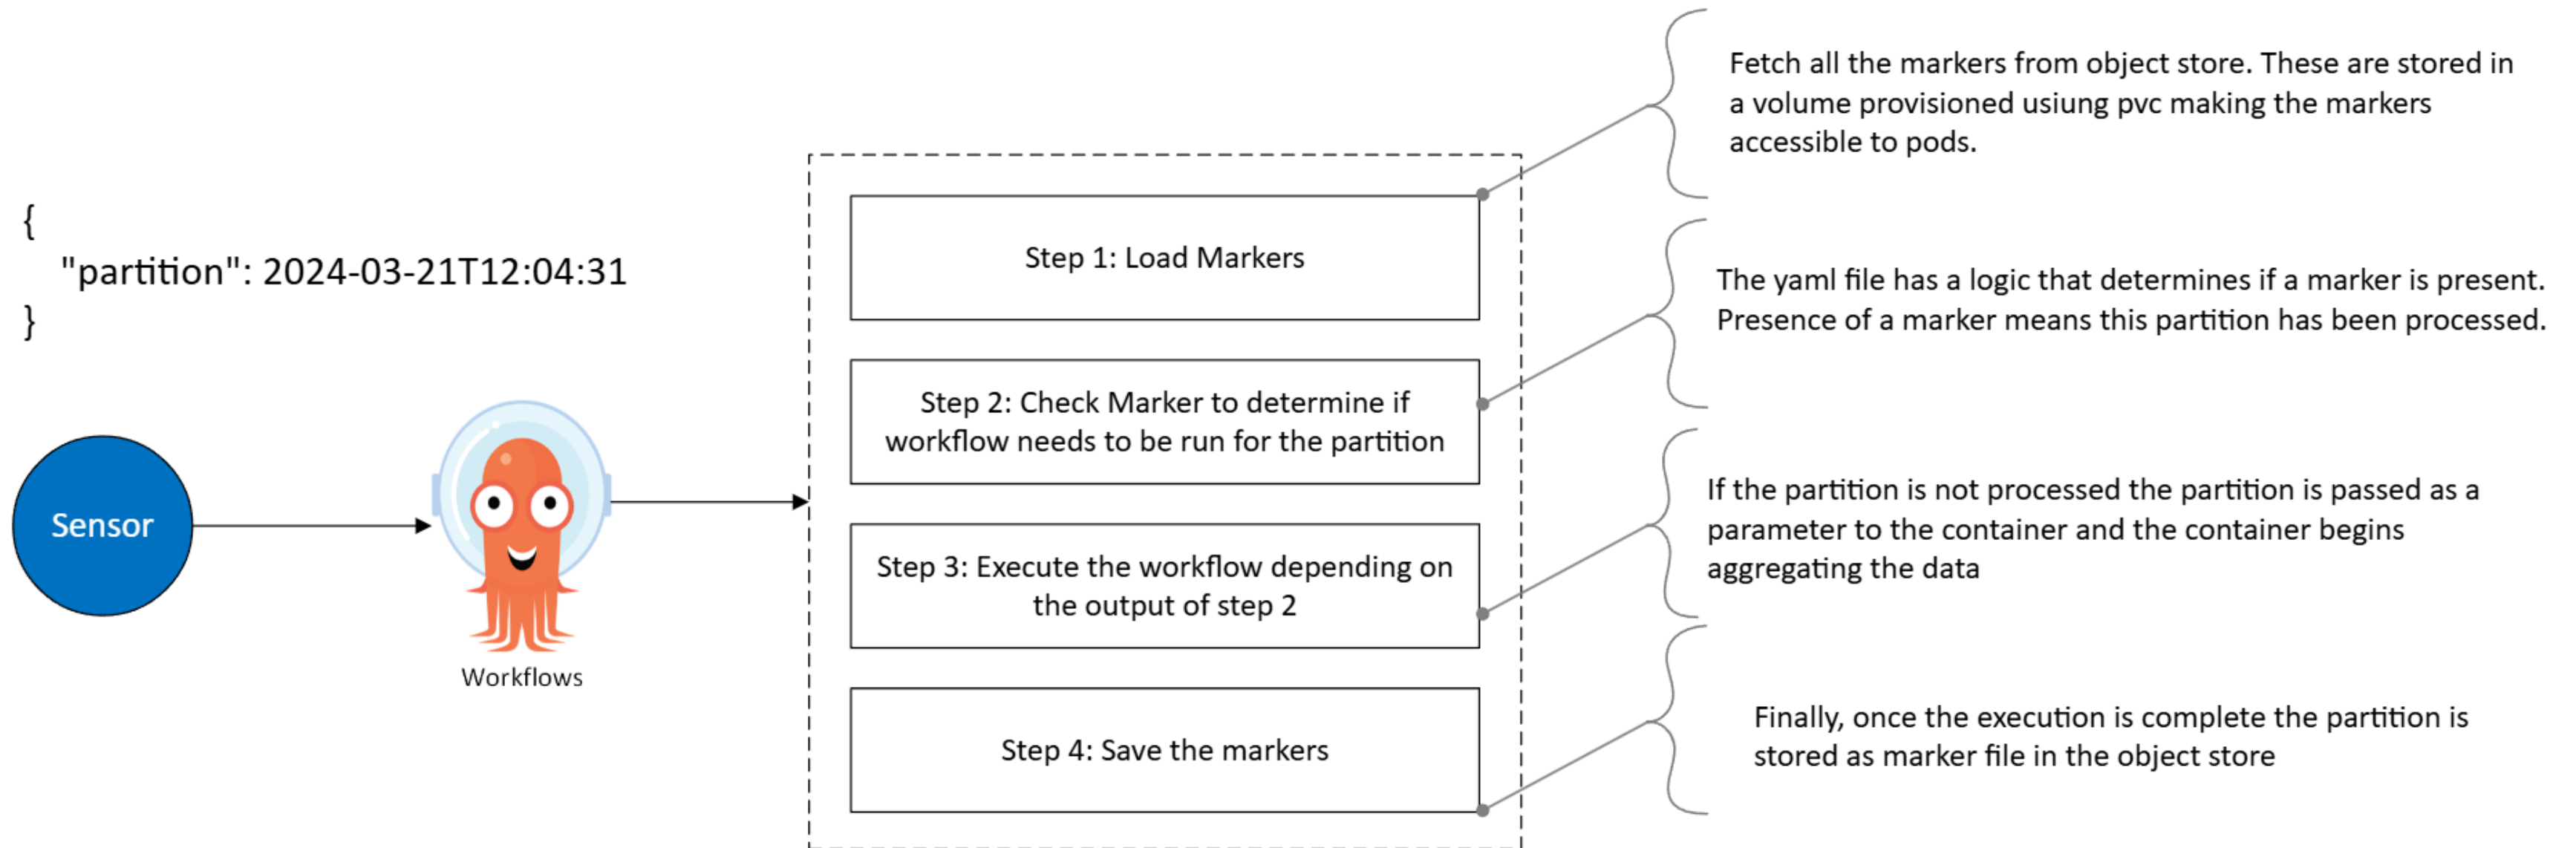 {
"partition": 2024-03-21T12:04:31
}
Sensor
Workflows
Step 1: Load Markers
Step 2: Check Marker to determine if
workflow needs to be run for the partition
Step 3: Execute the workflow depending on
the output of step 2
Step 4: Save the markers
Fetch all the markers from object store. These are stored in
a volume provisioned usiung pvc making the markers
accessible to pods.
The yaml file has a logic that determines if a marker is present.
Presence of a marker means this partition has been processed.
If the partition is not processed the partition is passed as a
parameter to the container and the container begins
aggregating the data
Finally, once the execution is complete the partition is
stored as marker file in the object store